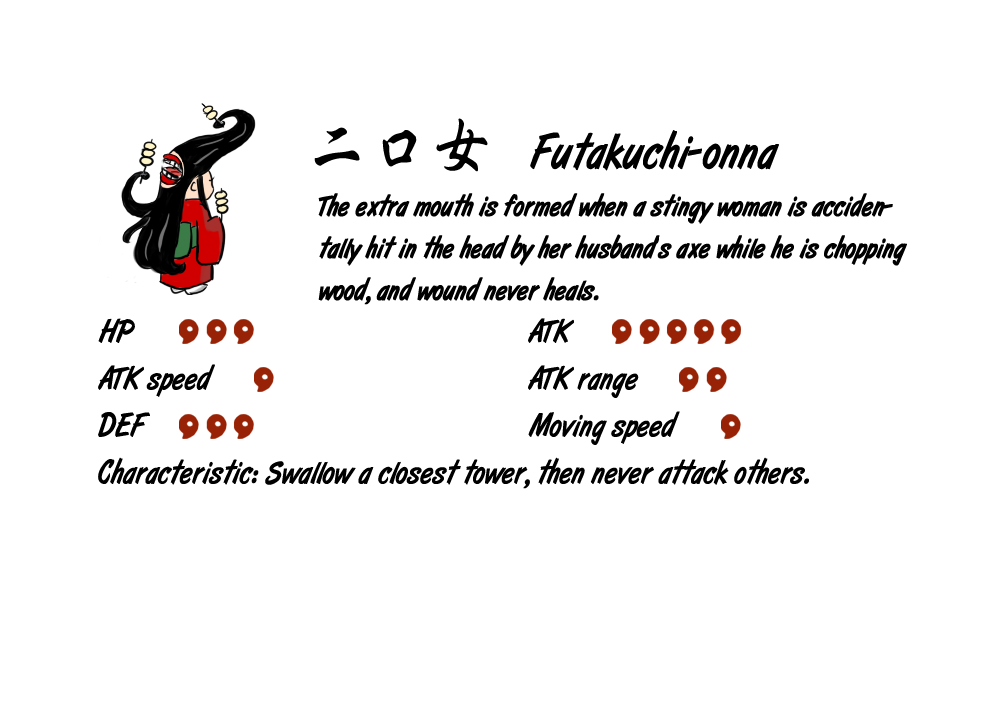 二口女 Futakuchi-onna
The extra mouth is formed when a stingy woman is acciden-
tally hit in the head by her husband's axe while he is chopping
wood, and wound never heals.
HP ATK
ATK speed ATK range
DEF Moving speed
Characteristic: Swallow a closest tower, then never attack others.